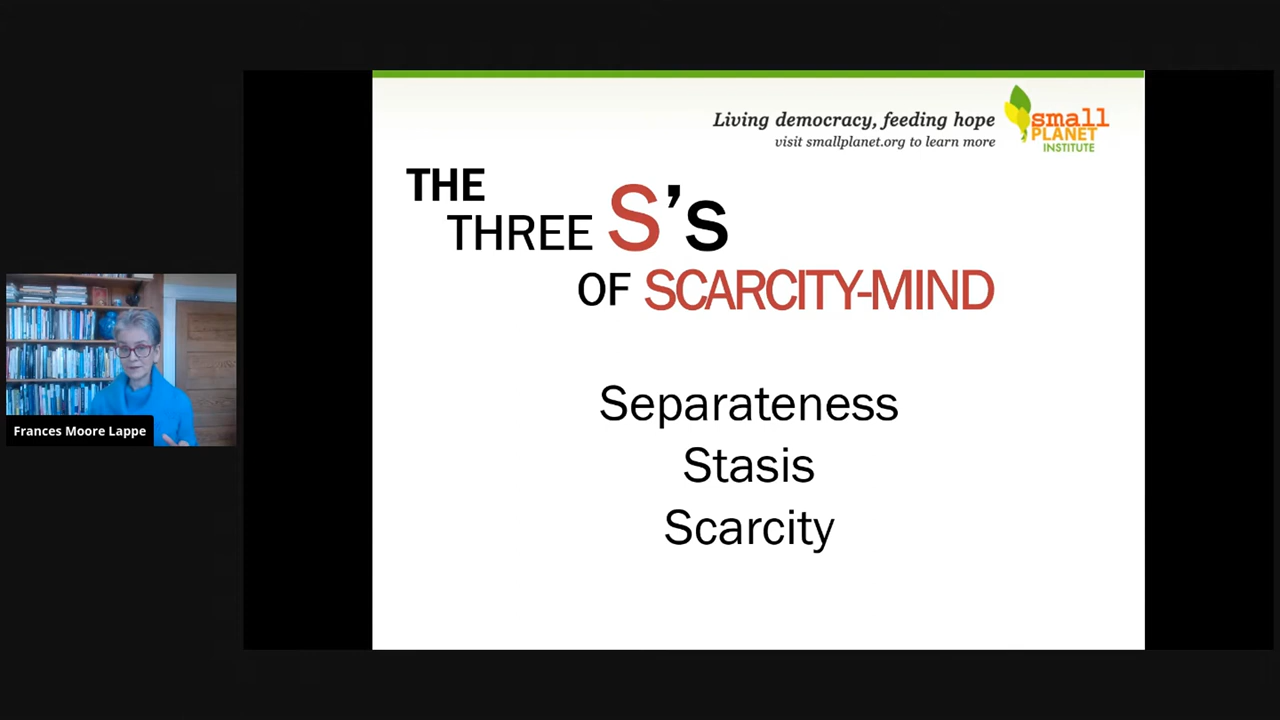 Living democracy, feeding hope
visit smallplanet.org to learn more
small
PLANET
INSTITUTE
THE
THREE S’s
OF SCARCITY-MIND
Separateness
Stasis
Scarcity
Frances Moore Lappe